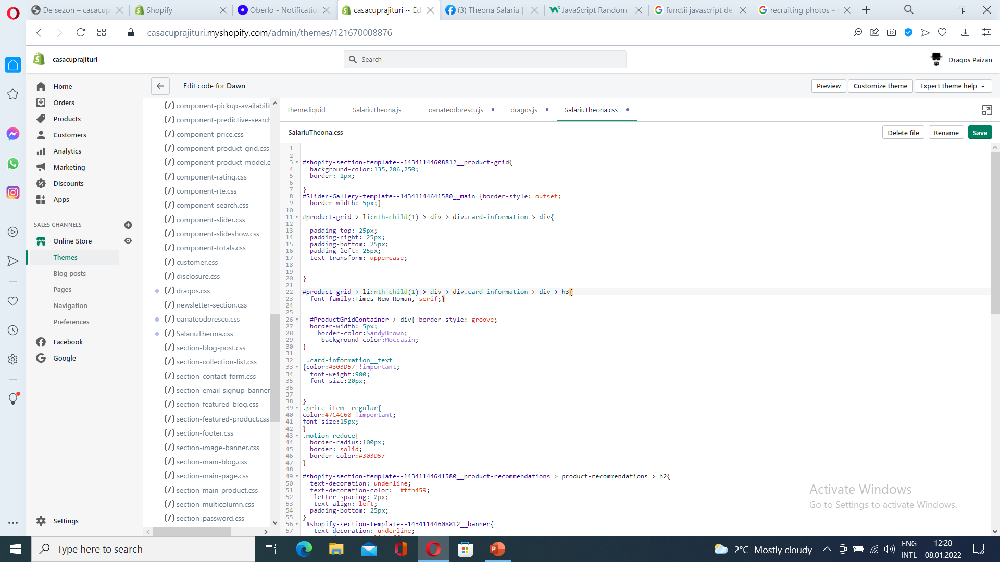 De sezon – casacup
Shopify
Oberlo - Notificatio
casacuprajituri ~ Ed
(3) Theona Salariu |
JavaScript Random
functii javascript de
recruiting photos –
casacuprajituri.myshopify.com/admin/themes/121670008876
casacuprajituri
Search
Dragos Paizan
Home
Orders
Products
Customers
Analytics
Marketing
Discounts
Apps
SALES CHANNELS
Online Store
Themes
Blog posts
Pages
Navigation
Preferences
Facebook
Google
Settings
Edit code for Dawn
Preview
Customize theme
Expert theme help
{/} component-pickup-availabilit
{/} component-predictive-search
{/} component-price.css
{/} component-product-grid.css
{/} component-product-model.c
{/} component-rating.css
{/} component-rte.css
{/} component-search.css
{/} component-slider.css
{/} component-slideshow.css
{/} component-totals.css
{/} customer.css
{/} disclosure.css
{/} dragos.css
{/} newsletter-section.css
{/} oanateodorescu.css
{/} SalariuTheona.css
{/} section-blog-post.css
{/} section-collection-list.css
{/} section-contact-form.css
{/} section-email-signup-banner
{/} section-featured-blog.css
{/} section-featured-product.css
{/} section-footer.css
{/} section-image-banner.css
{/} section-main-blog.css
{/} section-main-page.css
{/} section-main-product.css
{/} section-multicolumn.css
{/} section-password.css
theme.liquid
SalariuTheona.js
oanateodorescu.js
dragos.js
SalariuTheona.css
SalariuTheona.css
Delete file
Rename
Save
1
2
3 #shopify-section-template--14341144608812__product-grid{
4 background-color:135,206,250;
5 border: 1px;
6
7 }
8 #Slider-Gallery-template--14341144641580__main {border-style: outset;
9 border-width: 5px;}
10
11 #product-grid > li:nth-child(1) > div > div.card-information > div{
12
13 padding-top: 25px;
14 padding-right: 25px;
15 padding-bottom: 25px;
16 padding-left: 25px;
17 text-transform: uppercase;
18
19
20 }
21
22 #product-grid > li:nth-child(1) > div > div.card-information > div > h3{
23 font-family:Times New Roman, serif;}
24
25
26 #ProductGridContainer > div{ border-style: groove;
27 border-width: 5px;
28 border-color:SandyBrown;
29 background-color:Moccasin;
30 }
31
32 .card-information__text
33 {color:#303D57 !important;
34 font-weight:900;
35 font-size:20px;
36
37
38 }
39 .price-item--regular{
40 color:#7C4C60 !important;
41 font-size:15px;
42 }
43 .motion-reduce{
44 border-radius:100px;
45 border: solid;
46 border-color:#303D57
47 }
48
49 #shopify-section-template--14341144641580__product-recommendations > product-recommendations > h2{
50 text-decoration: underline;
51 text-decoration-color: #ffb459;
52 letter-spacing: 2px;
53 text-align: left;
54 padding-bottom: 25px;
55 }
56 #shopify-section-template--14341144608812__banner{
57 text-decoration: underline;
Activate Windows
Go to Settings to activate Windows.
Type here to search
2°C Mostly cloudy
ENG
INTL
12:28
08.01.2022